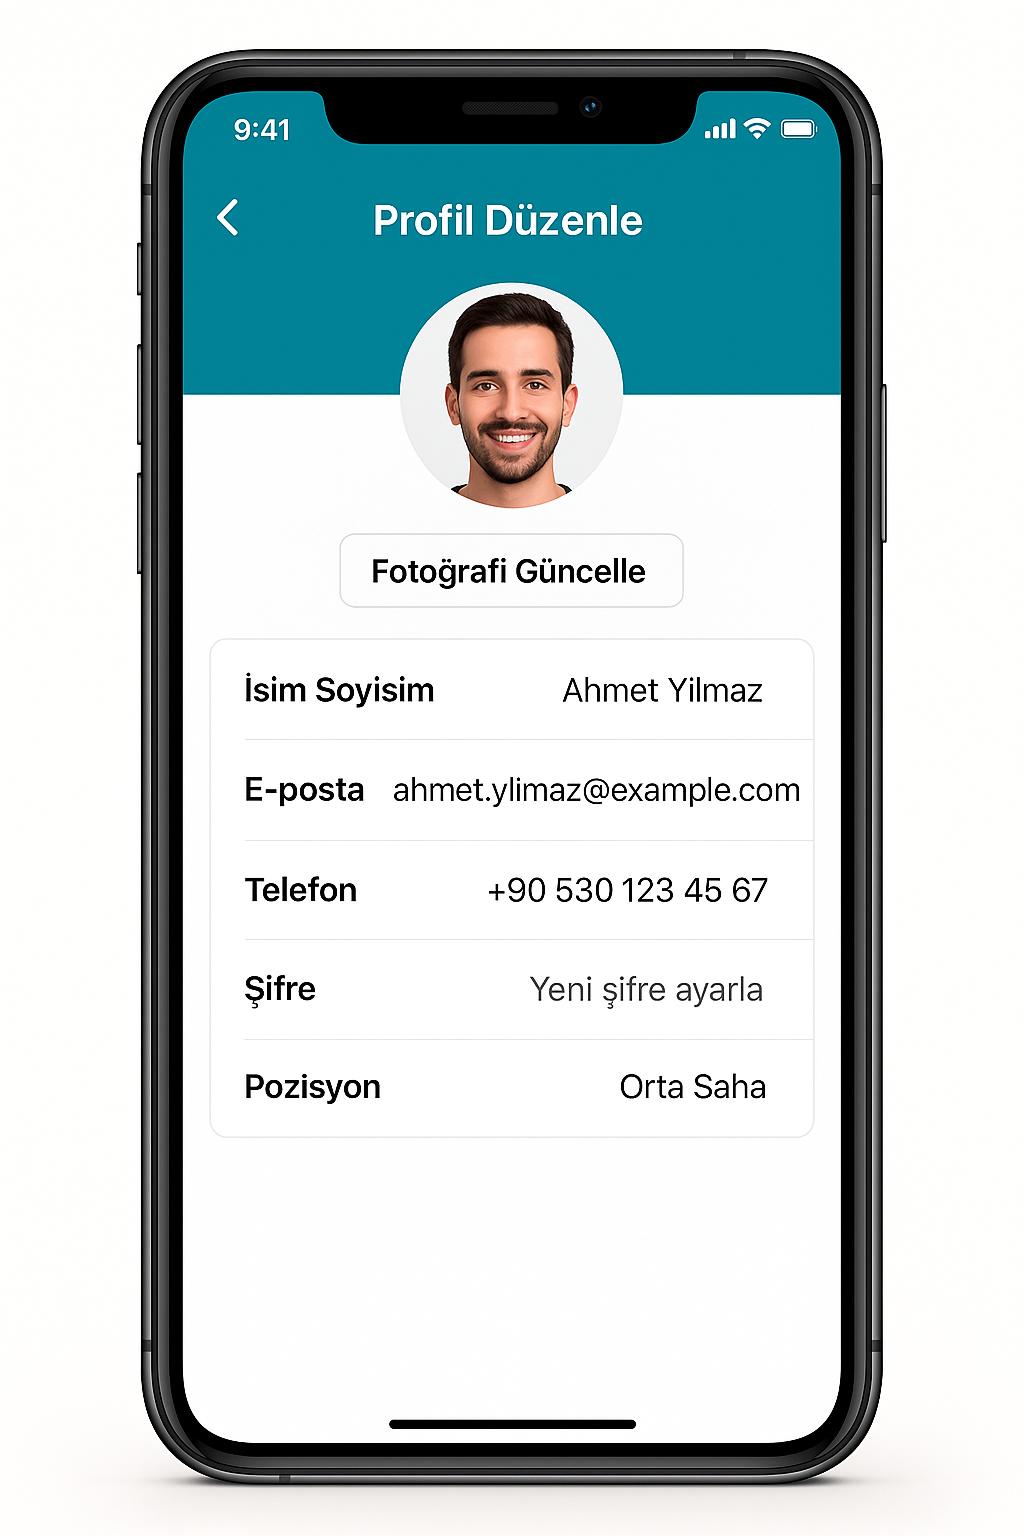 9:41
Profil Düzenle
Fotoğrafi Güncelle
İsim Soyisim Ahmet Yilmaz
E-posta ahmet.ylimaz@example.com
Telefon +90 530 123 45 67
Şifre Yeni şifre ayarla
Pozisyon Orta Saha